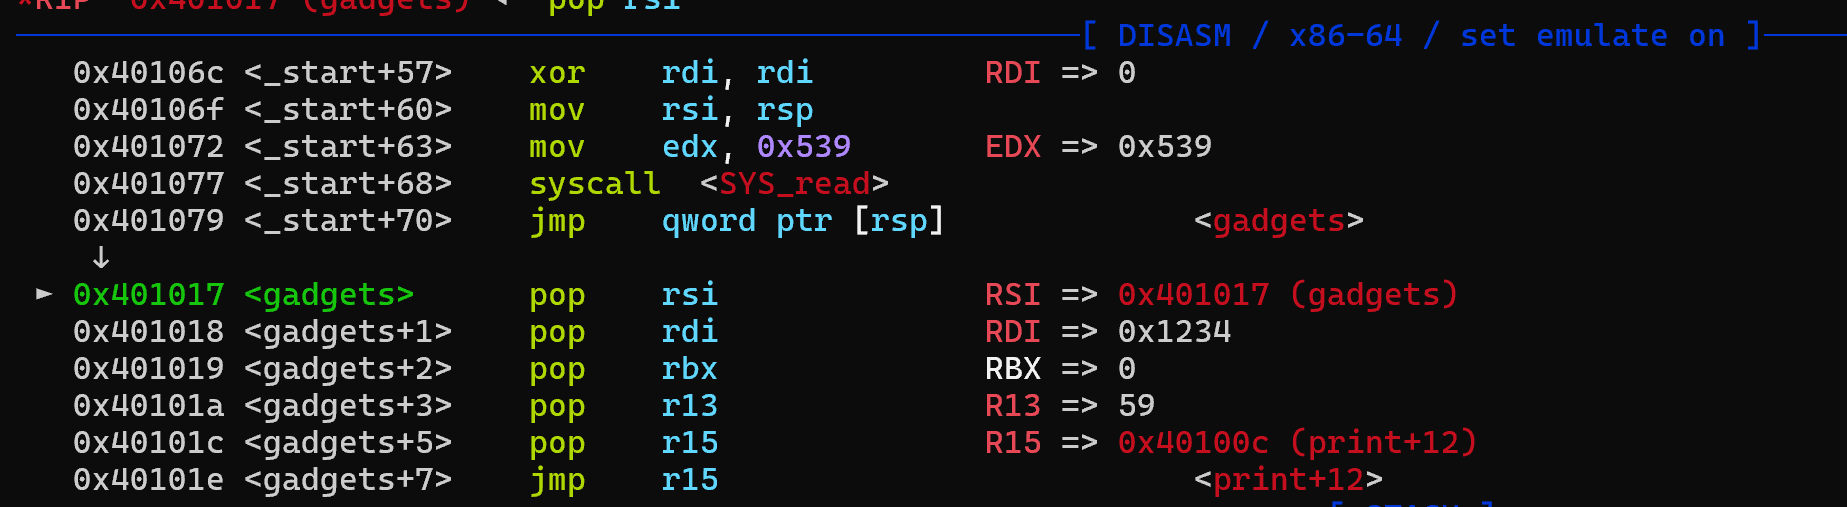 *RIP  0x401017 (gadgets) ◂— pop rsi
[ DISASM / x86-64 / set emulate on ]
0x40106c <_start+57>    xor    rdi, rdi    RDI => 0
0x40106f <_start+60>    mov    rsi, rsp
0x401072 <_start+63>    mov    edx, 0x539    EDX => 0x539
0x401077 <_start+68>    syscall  <SYS_read>
0x401079 <_start+70>    jmp    qword ptr [rsp]    <gadgets>
↓
► 0x401017 <gadgets>    pop    rsi    RSI => 0x401017 (gadgets)
0x401018 <gadgets+1>    pop    rdi    RDI => 0x1234
0x401019 <gadgets+2>    pop    rbx    RBX => 0
0x40101a <gadgets+3>    pop    r13    R13 => 59
0x40101c <gadgets+5>    pop    r15    R15 => 0x40100c (print+12)
0x40101e <gadgets+7>    jmp    r15    <print+12>